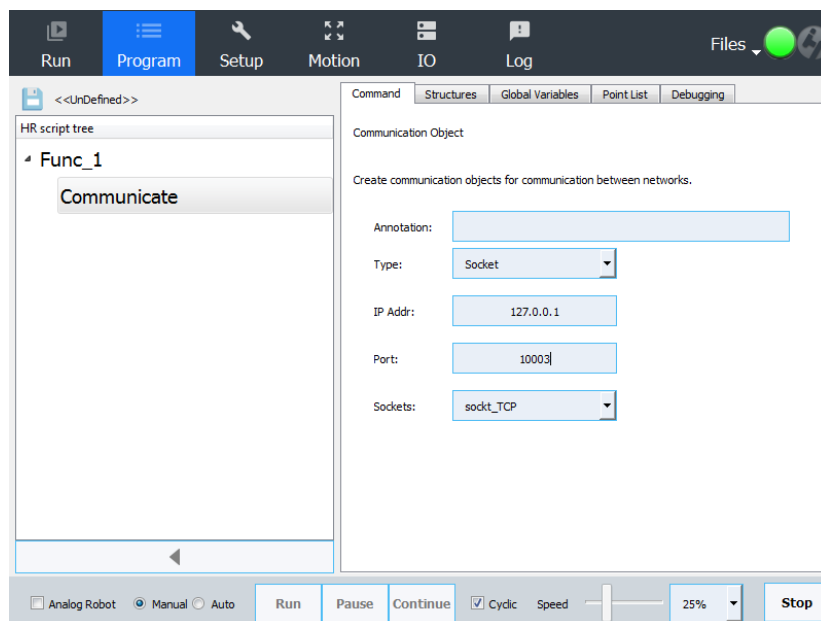 Run Program Setup Motion IO Log Files
<<UnDefined>>
Command Structures Global Variables Point List Debugging
HR script tree
Communication Object
Func_1
Communicate
Create communication objects for communication between networks.
Annotation:
Type: Socket
IP Addr: 127.0.0.1
Port: 10003
Sockets: sockt_TCP
Analog Robot Manual Auto Run Pause Continue Cyclic Speed 25% Stop